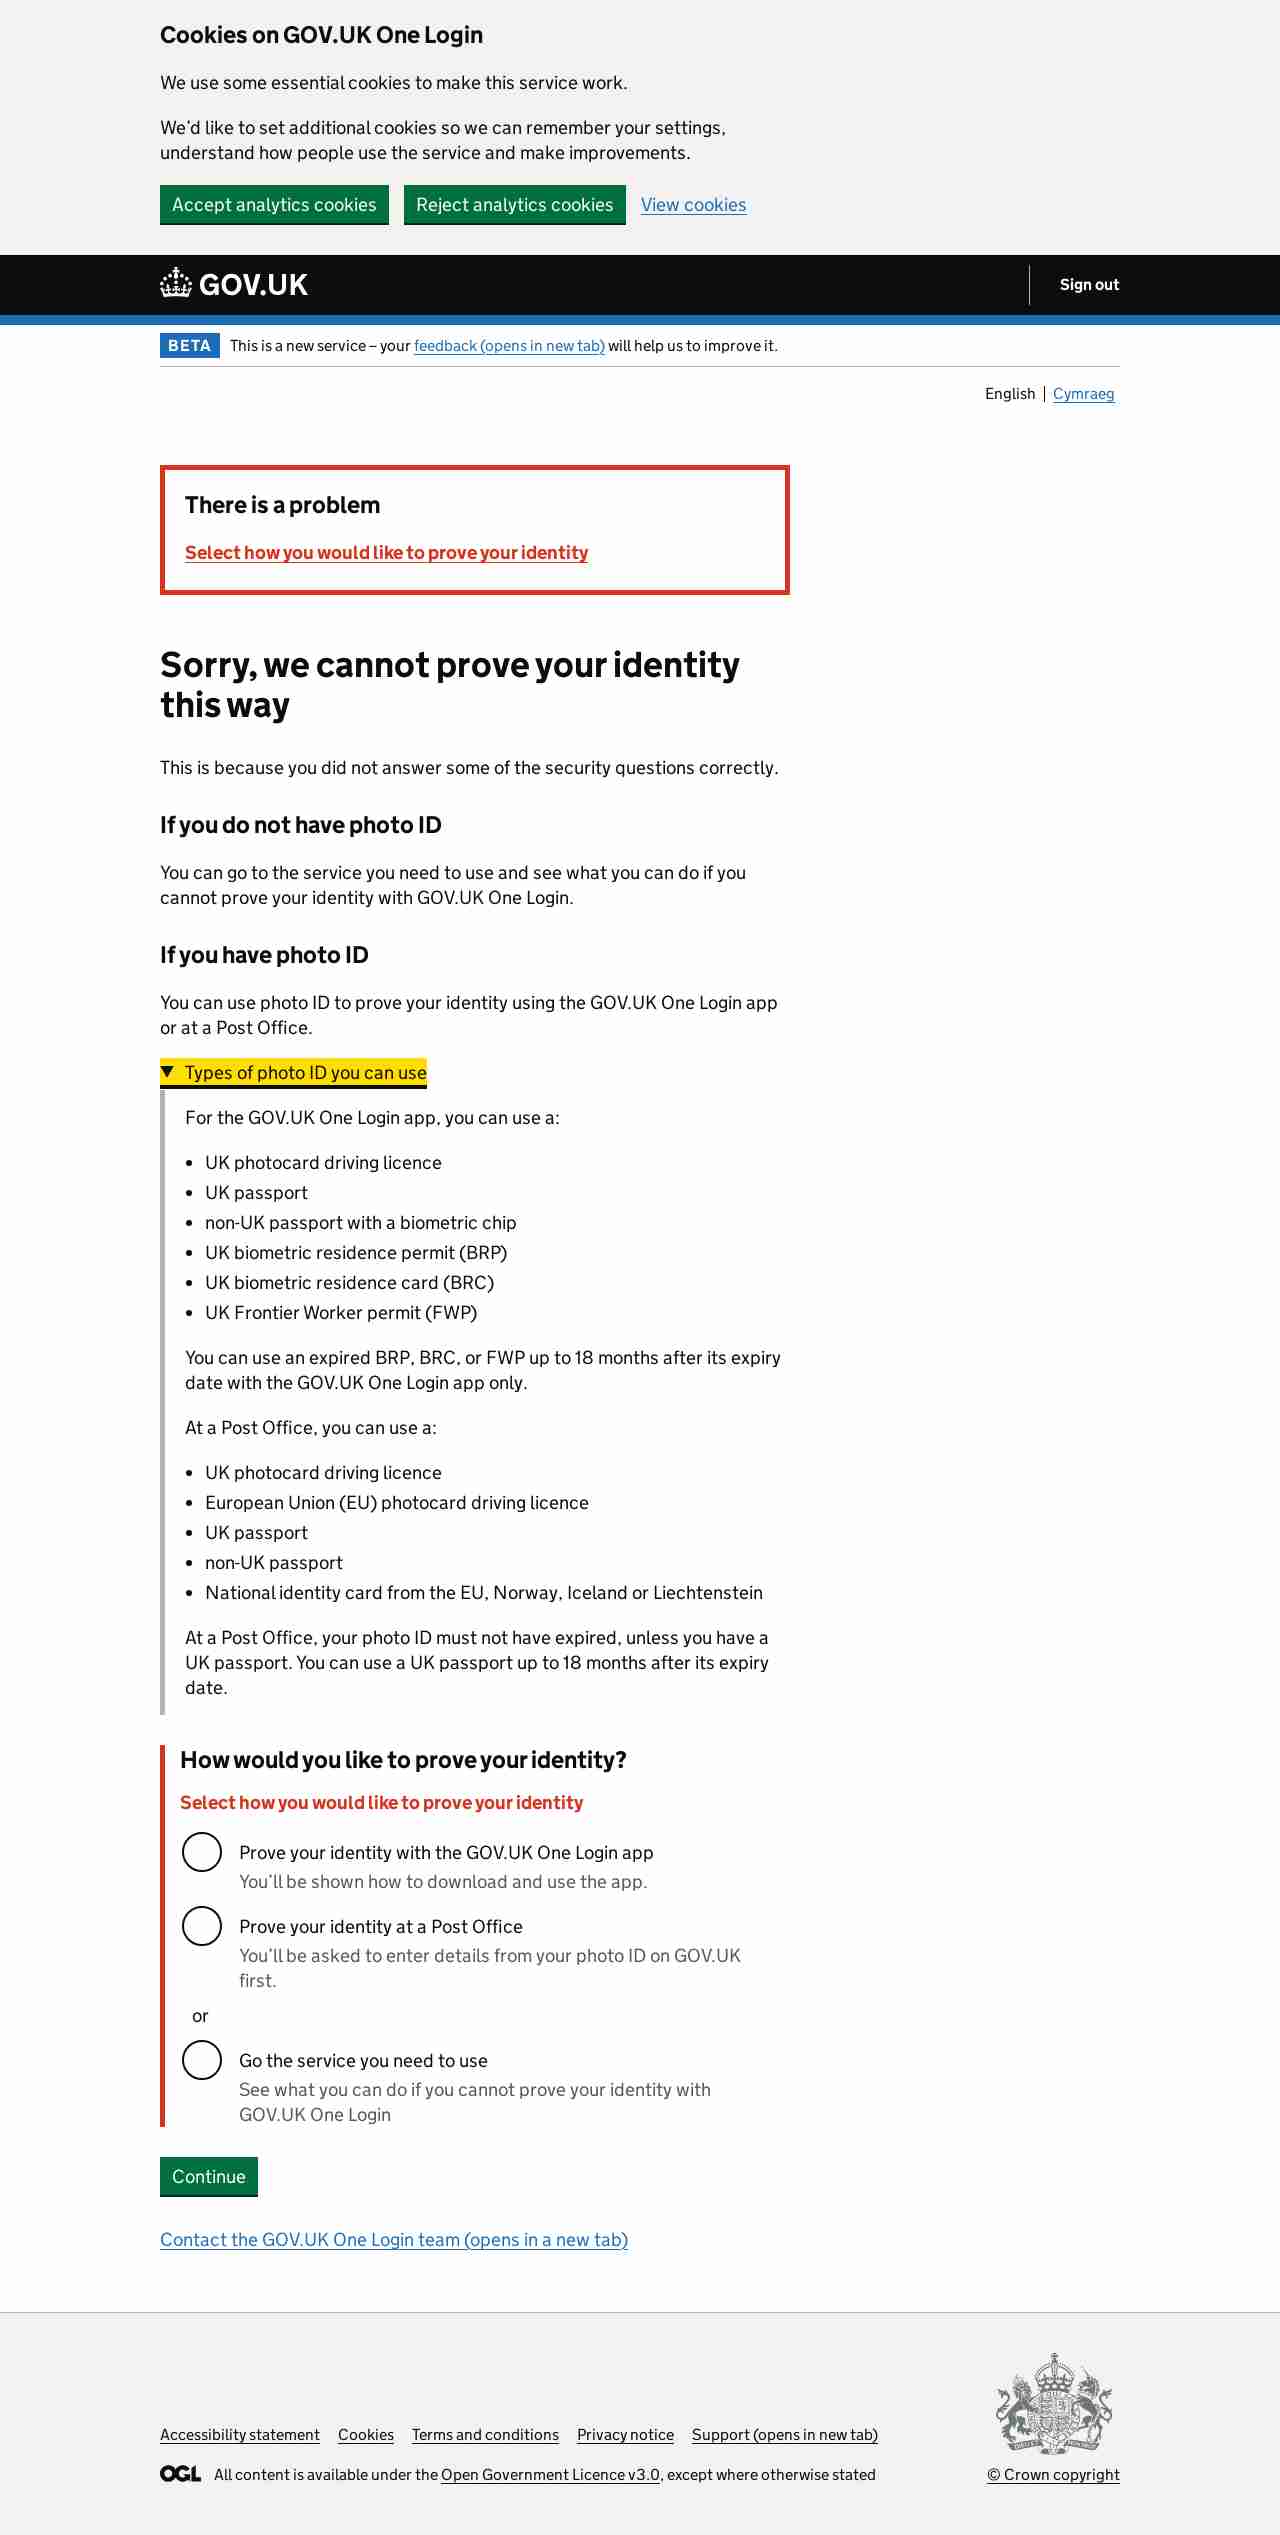 Cookies on GOV.UK One Login
We use some essential cookies to make this service work.
We'd like to set additional cookies so we can remember your settings,
understand how people use the service and make improvements.
Accept analytics cookies Reject analytics cookies View cookies
GOV.UK Sign out
BETA This is a new service – your feedback (opens in new tab) will help us to improve it.
English Cymraeg
There is a problem
Select how you would like to prove your identity
Sorry, we cannot prove your identity
this way
This is because you did not answer some of the security questions correctly.
If you do not have photo ID
You can go to the service you need to use and see what you can do if you
cannot prove your identity with GOV.UK One Login.
If you have photo ID
You can use photo ID to prove your identity using the GOV.UK One Login app
or at a Post Office.
Types of photo ID you can use
For the GOV.UK One Login app, you can use a:
• UK photocard driving licence
• UK passport
• non-UK passport with a biometric chip
• UK biometric residence permit (BRP)
• UK biometric residence card (BRC)
• UK Frontier Worker permit (FWP)
You can use an expired BRP, BRC, or FWP up to 18 months after its expiry
date with the GOV.UK One Login app only.
At a Post Office, you can use a:
• UK photocard driving licence
• European Union (EU) photocard driving licence
• UK passport
• non-UK passport
• National identity card from the EU, Norway, Iceland or Liechtenstein
At a Post Office, your photo ID must not have expired, unless you have a
UK passport. You can use a UK passport up to 18 months after its expiry
date.
How would you like to prove your identity?
Select how you would like to prove your identity
Prove your identity with the GOV.UK One Login app
You'll be shown how to download and use the app.
Prove your identity at a Post Office
You'll be asked to enter details from your photo ID on GOV.UK
first.
or
Go the service you need to use
See what you can do if you cannot prove your identity with
GOV.UK One Login
Continue
Contact the GOV.UK One Login team (opens in a new tab)
Accessibility statement Cookies Terms and conditions Privacy notice Support (opens in new tab)
OGL All content is available under the Open Government Licence v3.0, except where otherwise stated
© Crown copyright